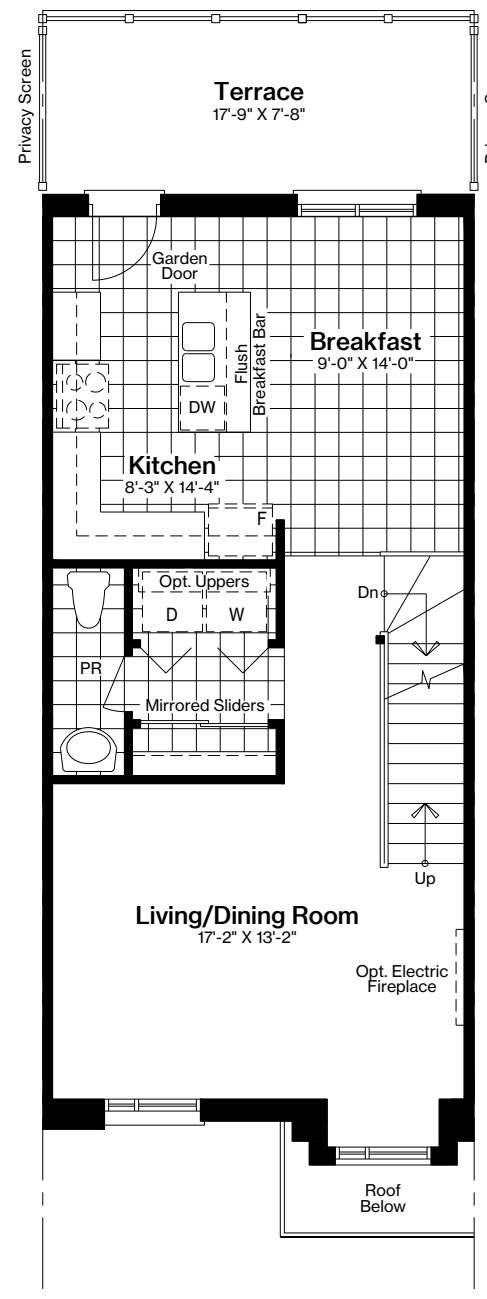 Privacy Screen
Terrace
17'-9" X 7'-8"
Garden
Door
Flush
Breakfast Bar
Breakfast
9'-0" X 14'-0"
DW
Kitchen
8'-3" X 14'-4"
F
Opt. Uppers
D
W
Dn
PR
Mirrored Sliders
Up
Living/Dining Room
17'-2" X 13'-2"
Opt. Electric
Fireplace
Roof
Below